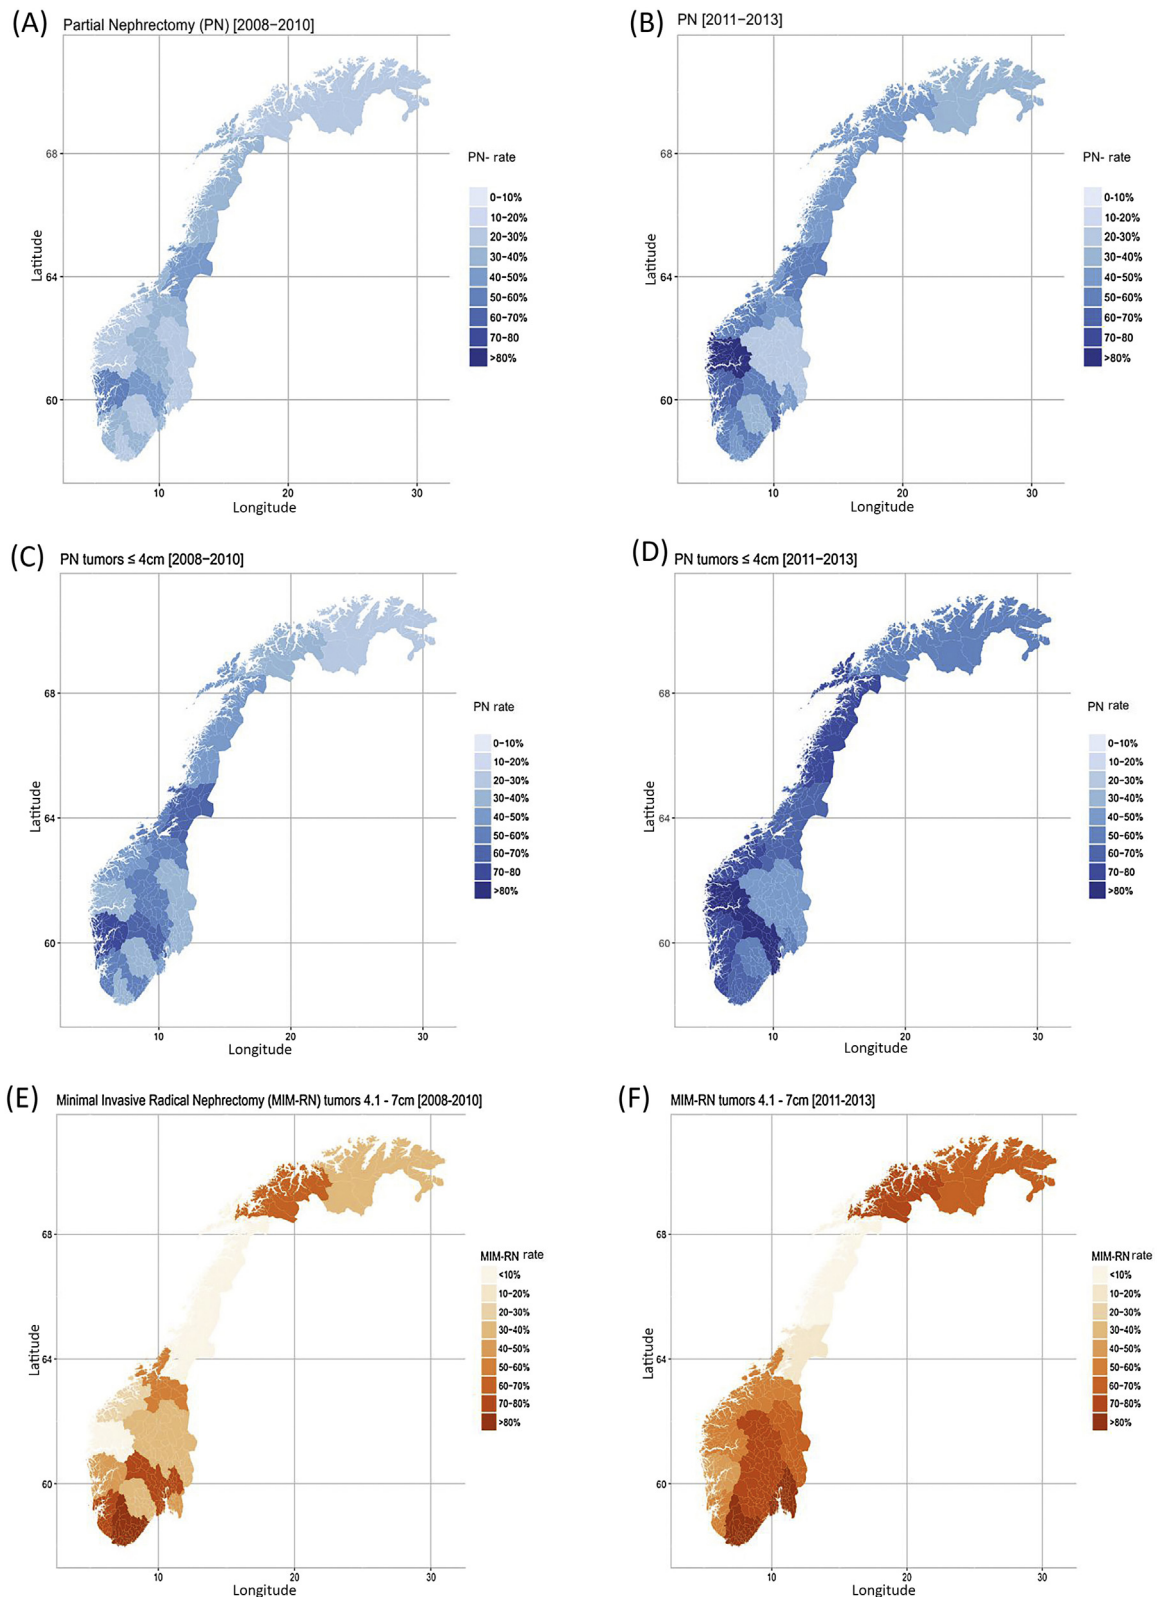 (A) Partial Nephrectomy (PN) [2008−2010]
68
64
60
Latitude
10 20 30
Longitude
PN- rate
0−10%
10−20%
20−30%
30−40%
40−50%
50−60%
60−70%
70−80
>80%
(B) PN [2011−2013]
68
64
60
Latitude
10 20 30
Longitude
PN- rate
0-10%
10-20%
20-30%
30−40%
40−50%
50−60%
60−70%
70−80
>80%
(C) PN tumors ≤ 4cm [2008−2010]
68
64
60
Latitude
10 20 30
Longitude
PN rate
0−10%
10−20%
20−30%
30−40%
40−50%
50−60%
60−70%
70−80
>80%
(D) PN tumors ≤ 4cm [2011−2013]
68
64
60
Latitude
10 20 30
Longitude
PN rate
0−10%
10−20%
20−30%
30−40%
40−50%
50−60%
60−70%
70−80
>80%
(E) Minimal Invasive Radical Nephrectomy (MIM-RN) tumors 4.1 - 7cm [2008-2010]
68
64
60
Latitude
10 20 30
Longitude
MIM-RN rate
<10%
10−20%
20−30%
30−40%
40−50%
50−60%
60−70%
70−80%
>80%
(F) MIM-RN tumors 4.1 - 7cm [2011-2013]
68
64
60
Latitude
10 20 30
Longitude
MIM-RN rate
<10%
10−20%
20−30%
30−40%
40−50%
50−60%
60−70%
70−80%
>80%